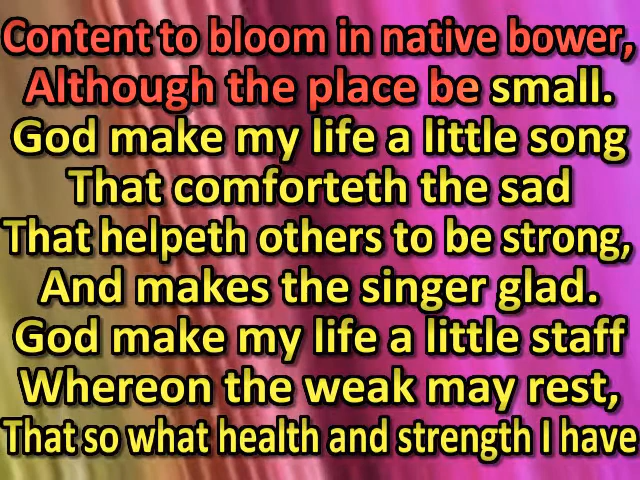 Content to bloom in native bower,
Although the place be small.
God make my life a little song
That comforteth the sad
That helpeth others to be strong,
And makes the singer glad.
God make my life a little staff
Whereon the weak may rest,
That so what health and strength I have